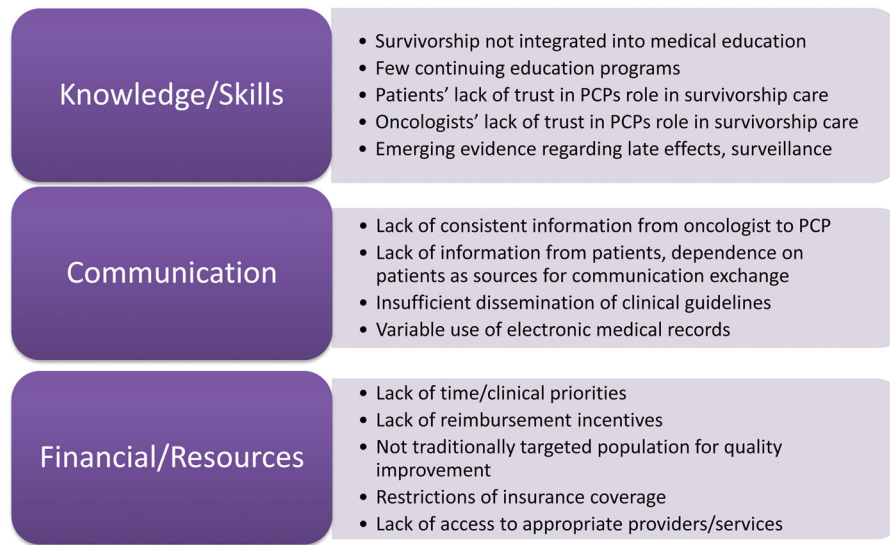 Knowledge/Skills
• Survivorship not integrated into medical education
• Few continuing education programs
• Patients’ lack of trust in PCPs role in survivorship care
• Oncologists’ lack of trust in PCPs role in survivorship care
• Emerging evidence regarding late effects, surveillance
Communication
• Lack of consistent information from oncologist to PCP
• Lack of information from patients, dependence on
patients as sources for communication exchange
• Insufficient dissemination of clinical guidelines
• Variable use of electronic medical records
Financial/Resources
• Lack of time/clinical priorities
• Lack of reimbursement incentives
• Not traditionally targeted population for quality
improvement
• Restrictions of insurance coverage
• Lack of access to appropriate providers/services